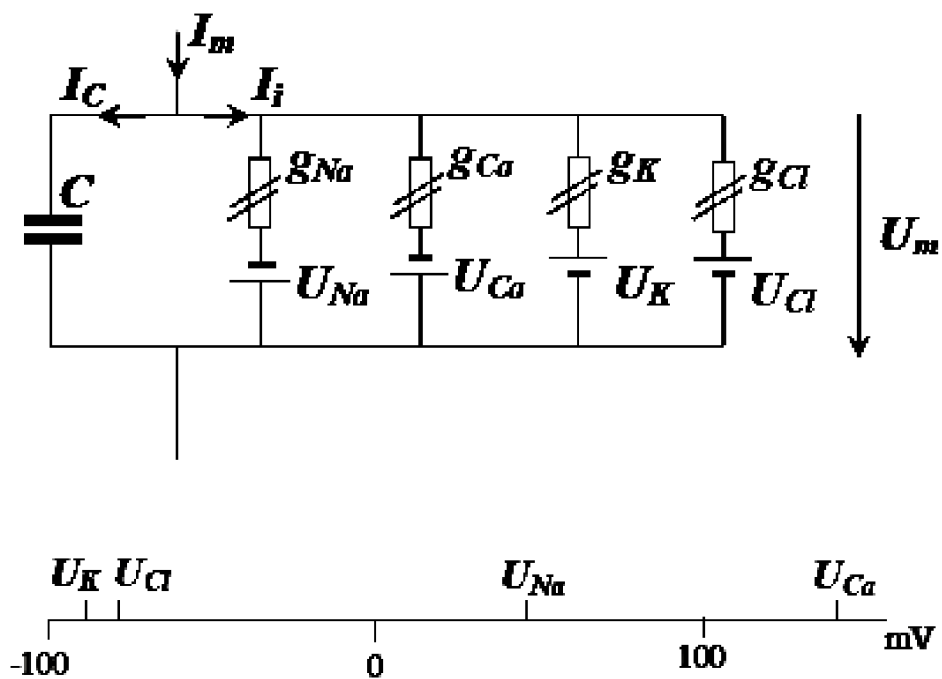 I_m
I_C I_i
C g_Na g_Ca g_K g_Cl
U_m
U_Na U_Ca U_K U_Cl
U_K U_Cl U_Na U_Ca
-100 0 100 mV